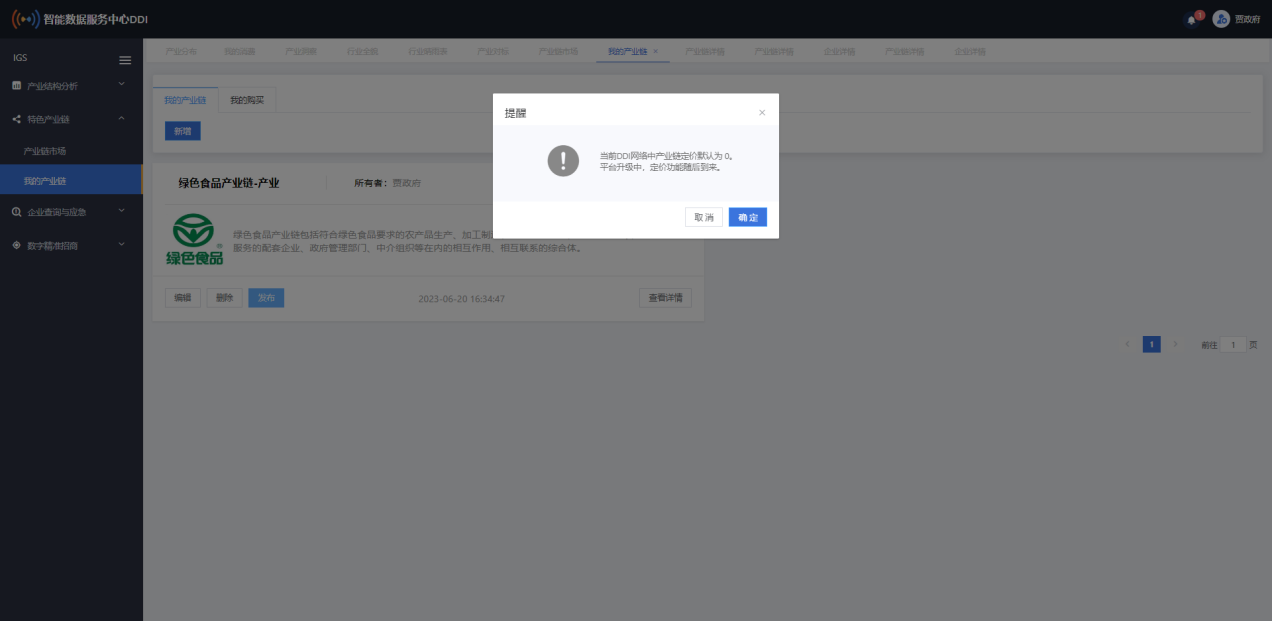 智能数据服务中心DDI
1
贾政府
IGS
产业结构分析
特色产业链
产业链市场
我的产业链
企业查询与应急
数字精准招商
产业分布
产业洞察
行业全貌
产业对标
产业链市场
我的产业链 ×
产业链详情
产业链详情
企业详情
产业链详情
企业详情
我的产业链
我的购买
新增
提醒
×
当前DDI网络中产业链定价默认为 0。
平台升级中，定价功能随后到来。
取消
确定
绿色食品产业链-产业
所有者：贾政府
绿色食品
绿色食品产业链包括符合绿色食品要求的农产品生产、加工制
服务的配套企业、政府管理部门、中介组织等在内的相互作用、相互联系的综合体。
编辑
删除
发布
2023-06-20 16:34:47
查看详情
< 1 > 前往 1 页